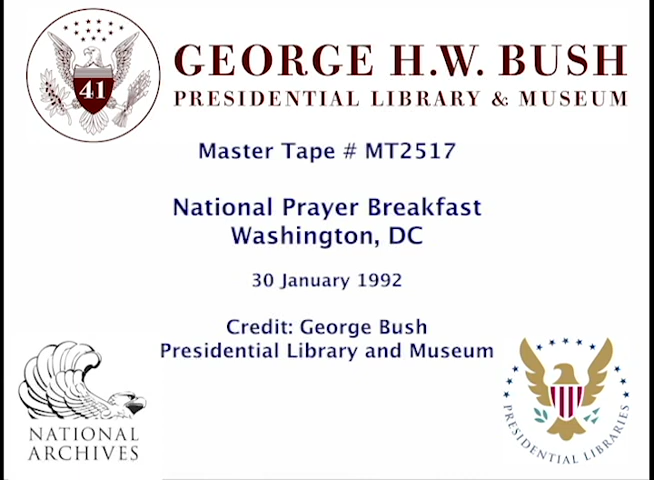 41
GEORGE H.W. BUSH
PRESIDENTIAL LIBRARY & MUSEUM
Master Tape # MT2517
National Prayer Breakfast
Washington, DC
30 January 1992
Credit: George Bush
Presidential Library and Museum
NATIONAL
ARCHIVES
PRESIDENTIAL LIBRARIES